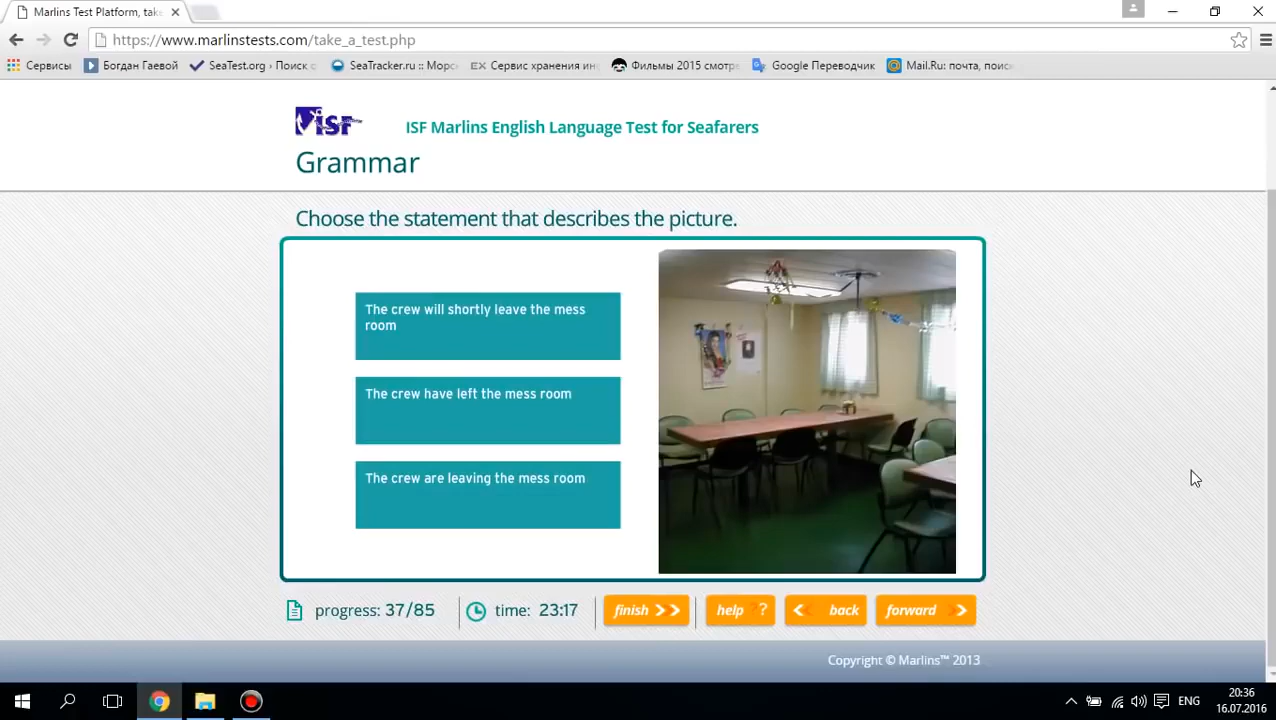 Marlins Test Platform, take
https://www.marlinstests.com/take_a_test.php
Сервисы
Богдан Гаевой
SeaTest.org › Поиск с
SeaTracker.ru :: Морс
EX Сервис хранения ин
Фильмы 2015 смотре
Google Переводчик
Mail.Ru: почта, поиск
ISF
ISF Marlins English Language Test for Seafarers
Grammar
Choose the statement that describes the picture.
The crew will shortly leave the mess
room
The crew have left the mess room
The crew are leaving the mess room
progress: 37/85
time: 23:17
finish >>
help ?
< back
forward >
Copyright © Marlins™ 2013
ENG
20:36
16.07.2016